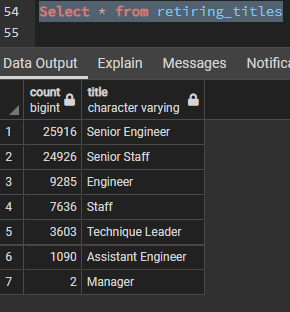 54 Select * from retiring_titles
55
Data Output Explain Messages Notifica
count title
bigint character varying
1 25916 Senior Engineer
2 24926 Senior Staff
3 9285 Engineer
4 7636 Staff
5 3603 Technique Leader
6 1090 Assistant Engineer
7 2 Manager